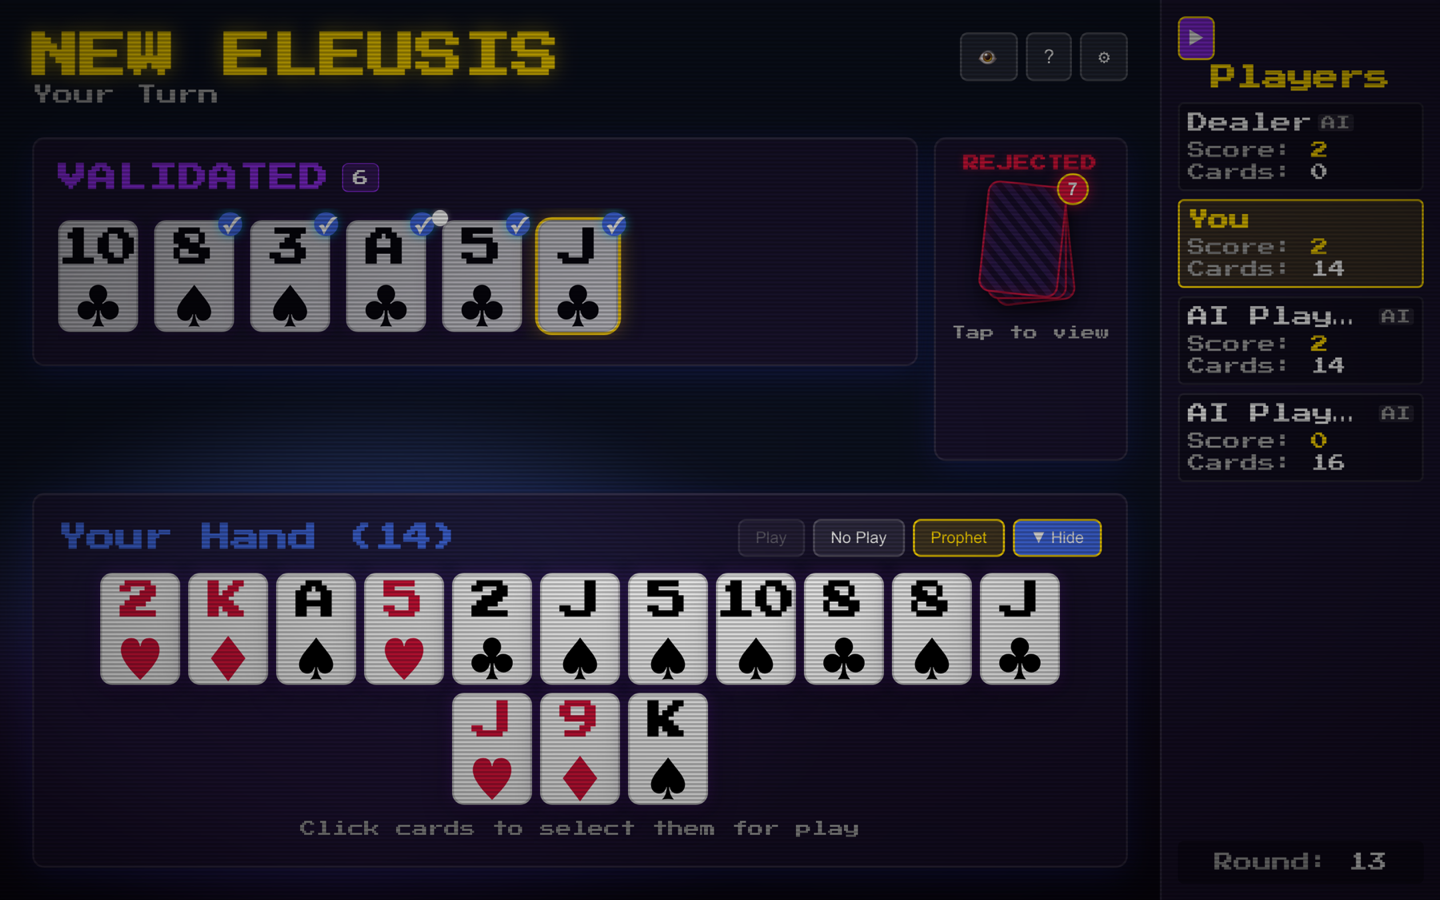 NEW ELEUSIS
Your Turn
?
VALIDATED 6
10 8 3 A 5 J
REJECTED
7
Tap to view
Your Hand (14)
Play No Play Prophet ▼ Hide
2 K A 5 2 J 5 10 8 8 J
J 9 K
Click cards to select them for play
Players
Dealer AI
Score: 2
Cards: 0
You
Score: 2
Cards: 14
AI Play... AI
Score: 2
Cards: 14
AI Play... AI
Score: 0
Cards: 16
Round: 13